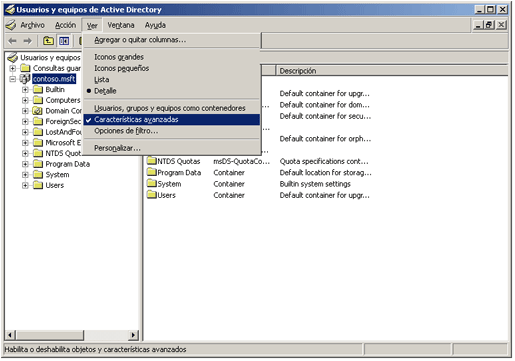 Usuarios y equipos de Active Directory
Archivo Acción Ver Ventana Ayuda
Agregar o quitar columnas...
Iconos grandes
Iconos pequeños
Lista
Detalle
Usuarios, grupos y equipos como contenedores
Características avanzadas
Opciones de filtro...
Personalizar...
Usuarios y equipos
Consultas guar
contoso.msft
Builtin
Computers
Domain Con
ForeignSec
LostAndFou
Microsoft E
NTDS Quotas
Program Data
System
Users
Descripción
Default container for upgr...
om... Default container for dom...
Default container for secu...
om... Default container for orph...
NTDS Quotas msDS-QuotaCo... Quota specifications cont...
Program Data Container Default location for storag...
System Container Builtin system settings
Users Container Default container for upgr...
Habilita o deshabilita objetos y características avanzados